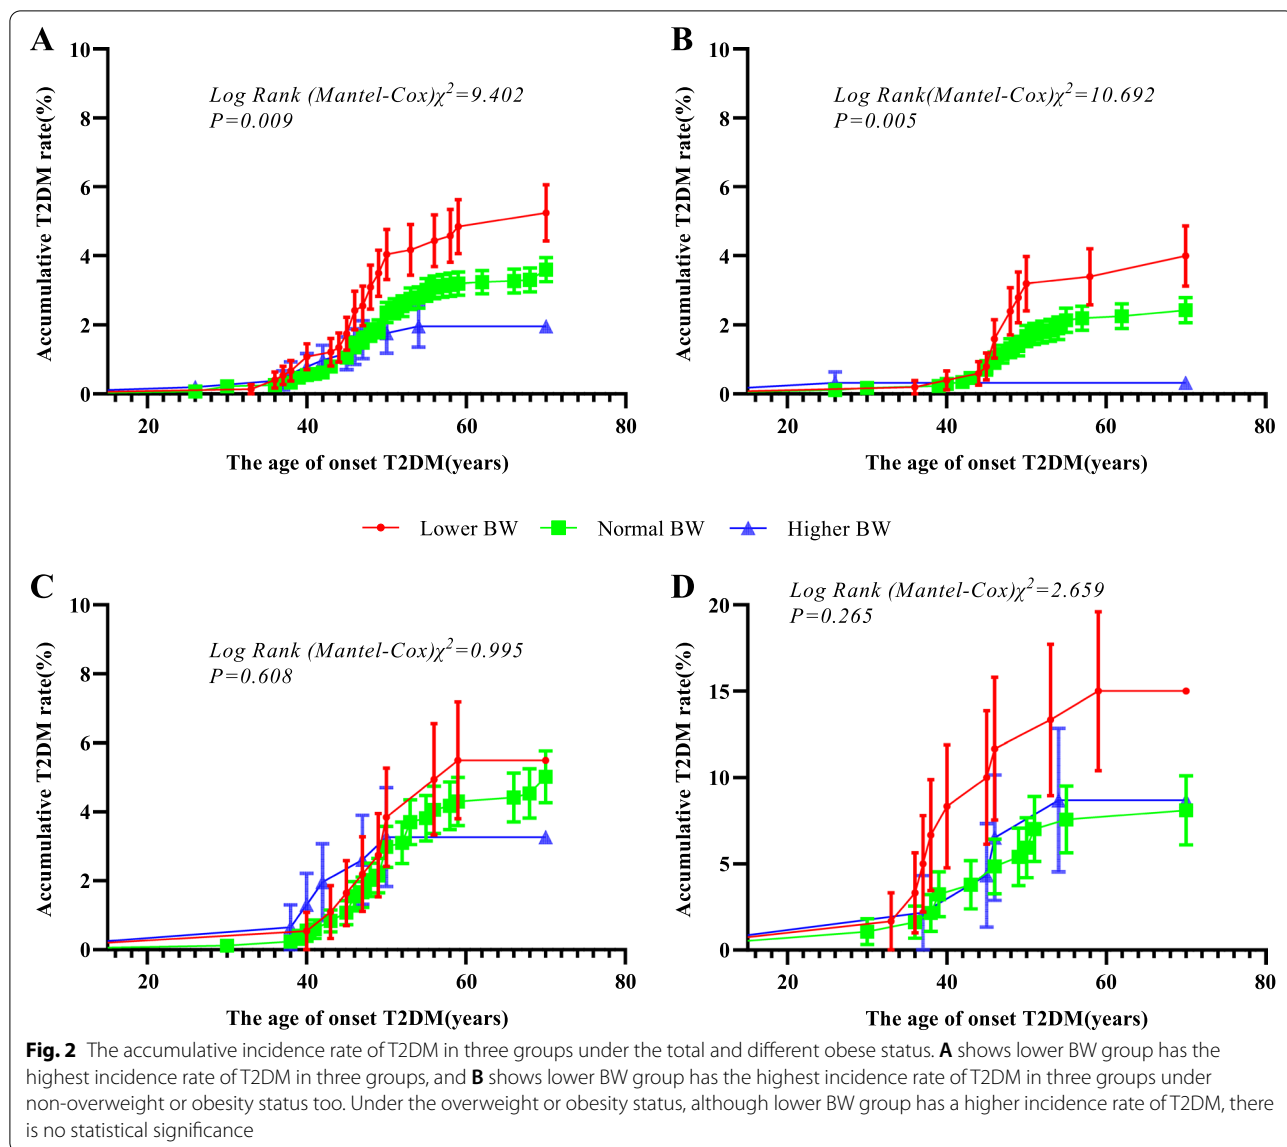 A
B
10
8
6
4
2
0
Accumulative T2DM rate(%)
Log Rank (Mantel-Cox)χ²=9.402
P=0.009
20
40
60
80
The age of onset T2DM(years)
10
8
6
4
2
0
Accumulative T2DM rate(%)
Log Rank(Mantel-Cox)χ²=10.692
P=0.005
20
40
60
80
The age of onset T2DM(years)
Lower BW
Normal BW
Higher BW
C
D
10
8
6
4
2
0
Accumulative T2DM rate(%)
Log Rank (Mantel-Cox)χ²=0.995
P=0.608
20
40
60
80
The age of onset T2DM(years)
20
15
10
5
0
Accumulative T2DM rate(%)
Log Rank (Mantel-Cox)χ²=2.659
P=0.265
20
40
60
80
The age of onset T2DM(years)
Fig. 2 The accumulative incidence rate of T2DM in three groups under the total and different obese status. A shows lower BW group has the
highest incidence rate of T2DM in three groups, and B shows lower BW group has the highest incidence rate of T2DM in three groups under
non-overweight or obesity status too. Under the overweight or obesity status, although lower BW group has a higher incidence rate of T2DM, there
is no statistical significance